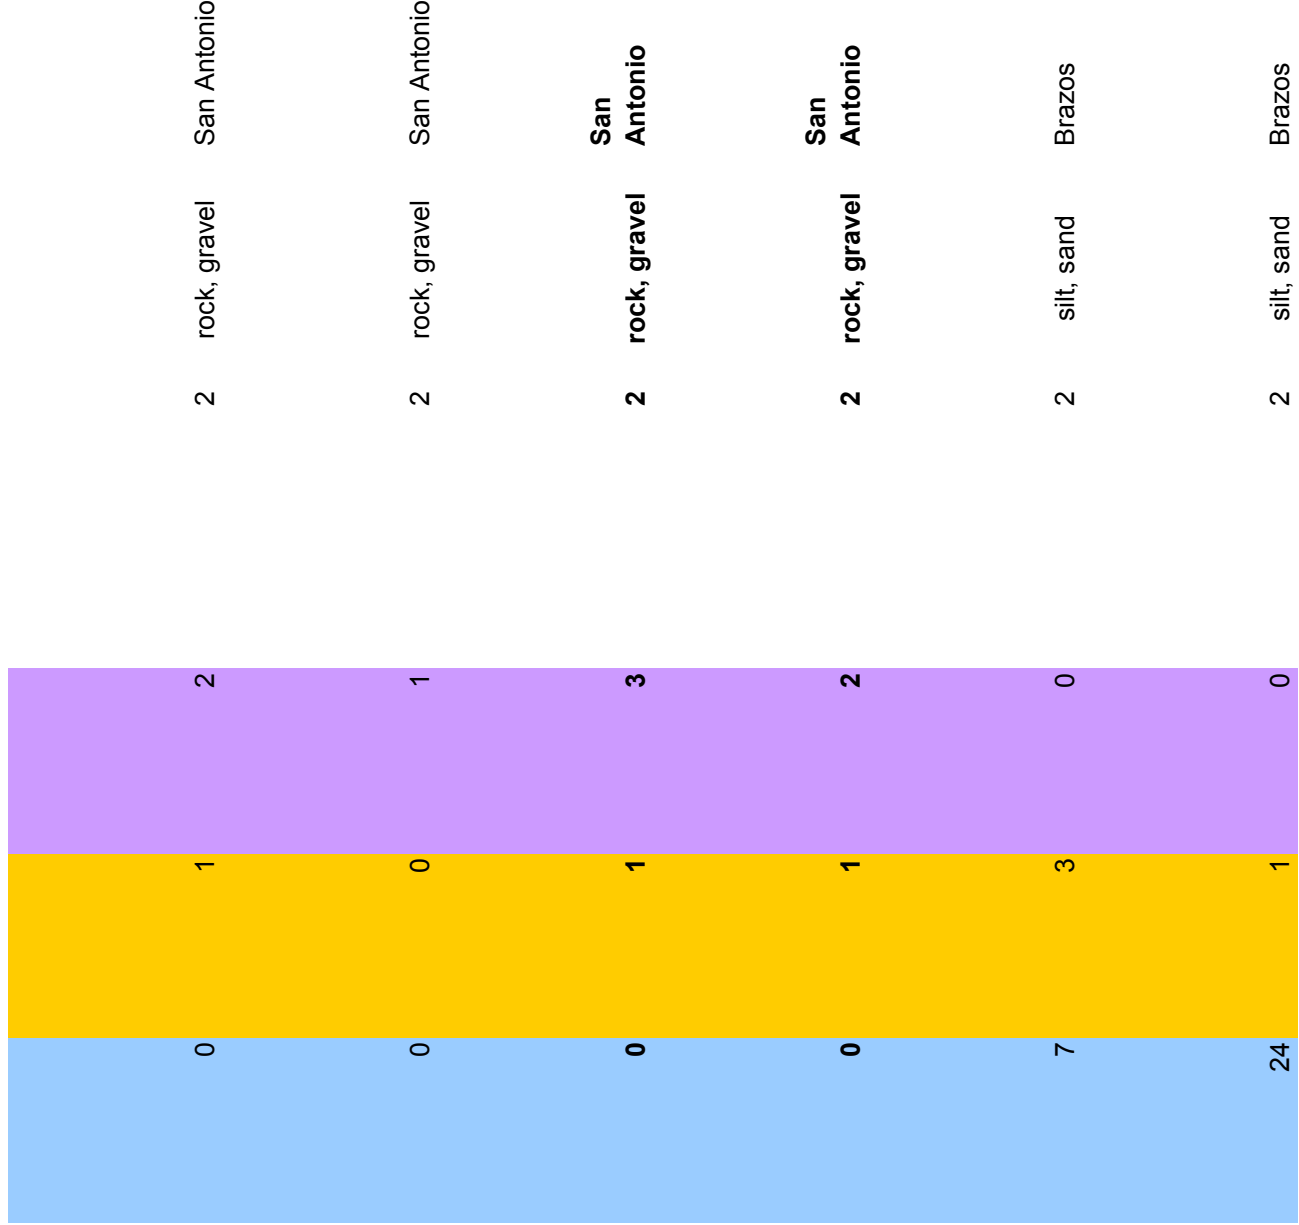 0 1 2 2 rock, gravel San Antonio
0 0 1 2 rock, gravel San Antonio
0 1 3 2 rock, gravel San
Antonio
0 1 2 2 rock, gravel San
Antonio
7 3 0 2 silt, sand Brazos
24 1 0 2 silt, sand Brazos